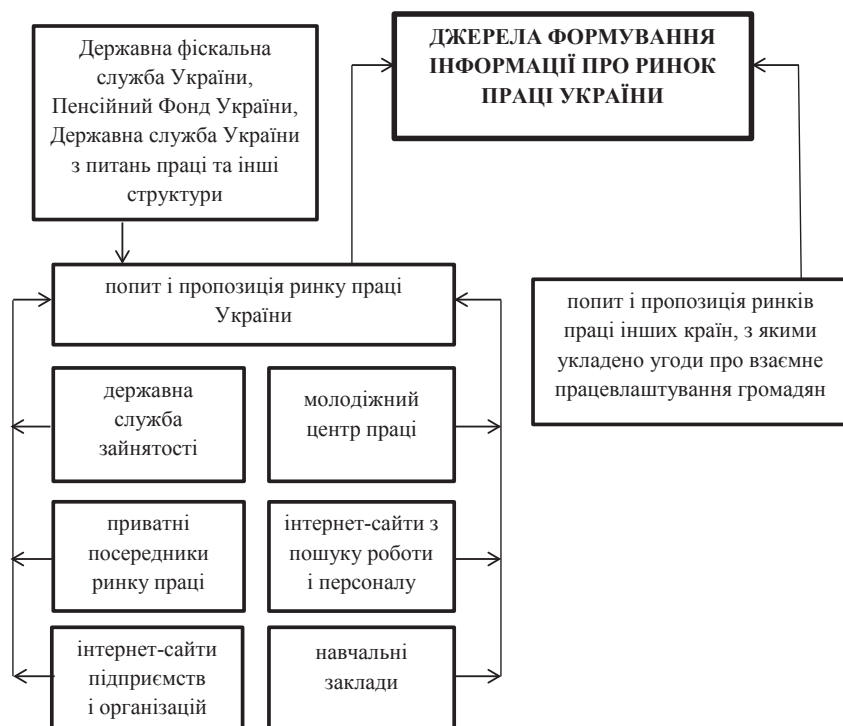 Державна фіскальна
служба України,
Пенсійний Фонд України,
Державна служба України
з питань праці та інші
структури
ДЖЕРЕЛА ФОРМУВАННЯ
ІНФОРМАЦІЇ ПРО РИНОК
ПРАЦІ УКРАЇНИ
попит і пропозиція ринку праці
України
попит і пропозиція ринків
праці інших країн, з якими
укладено угоди про взаємне
працевлаштування громадян
державна
служба
зайнятості
молодіжний
центр праці
приватні
посередники
ринку праці
інтернет-сайти з
пошуку роботи
і персоналу
інтернет-сайти
підприємств
і організацій
навчальні
заклади